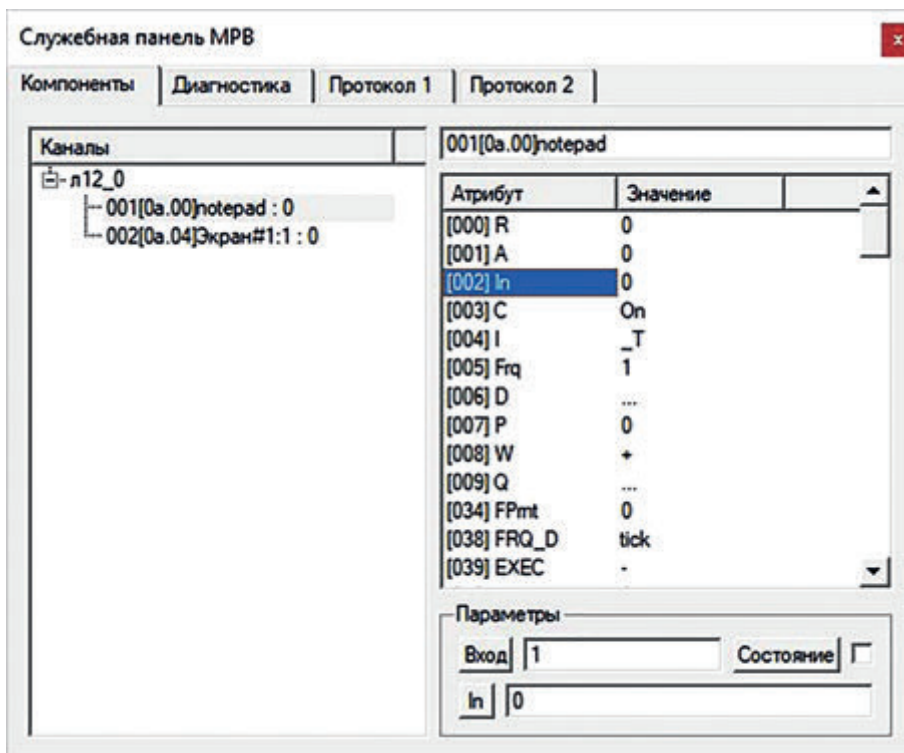 Служебная панель МРВ
x
Компоненты Диагностика Протокол 1 Протокол 2
Каналы
л12_0
001[0a.00]notepad : 0
002[0a.04]Экран#1:1 : 0
001[0a.00]notepad
Атрибут Значение
[000] R 0
[001] A 0
[002] In 0
[003] C On
[004] I _T
[005] Frq 1
[006] D ...
[007] P 0
[008] W +
[009] Q ...
[034] FPrnt 0
[038] FRQ_D tick
[039] EXEC -
Параметры
Вход 1 Состояние
In 0